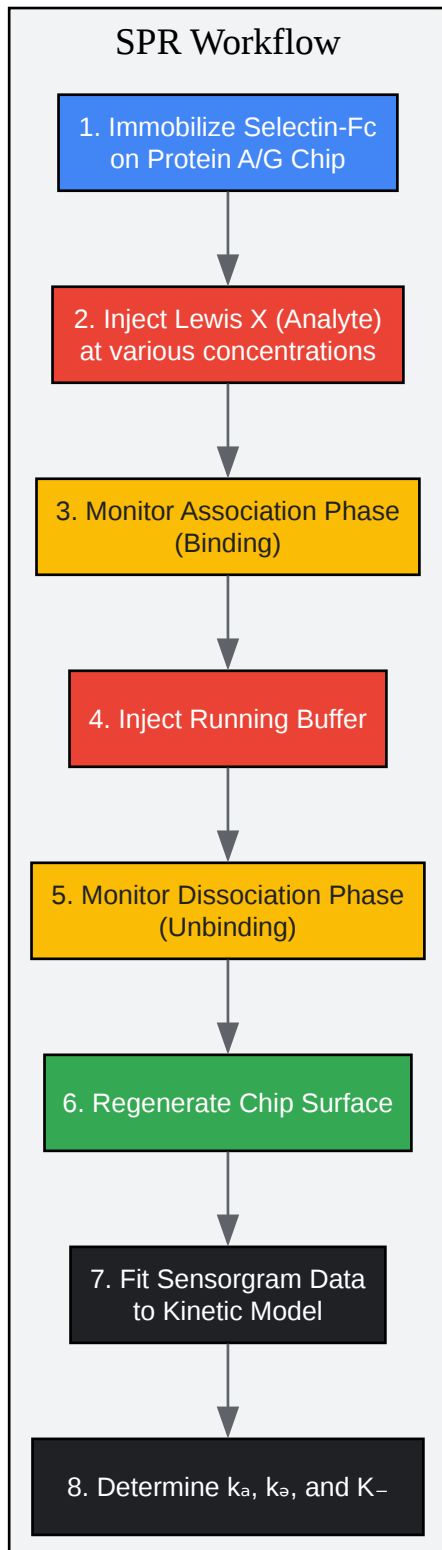 SPR Workflow
1. Immobilize Selectin-Fc
on Protein A/G Chip
2. Inject Lewis X (Analyte)
at various concentrations
3. Monitor Association Phase
(Binding)
4. Inject Running Buffer
5. Monitor Dissociation Phase
(Unbinding)
6. Regenerate Chip Surface
7. Fit Sensorgram Data
to Kinetic Model
8. Determine kₐ, kₔ, and K₋